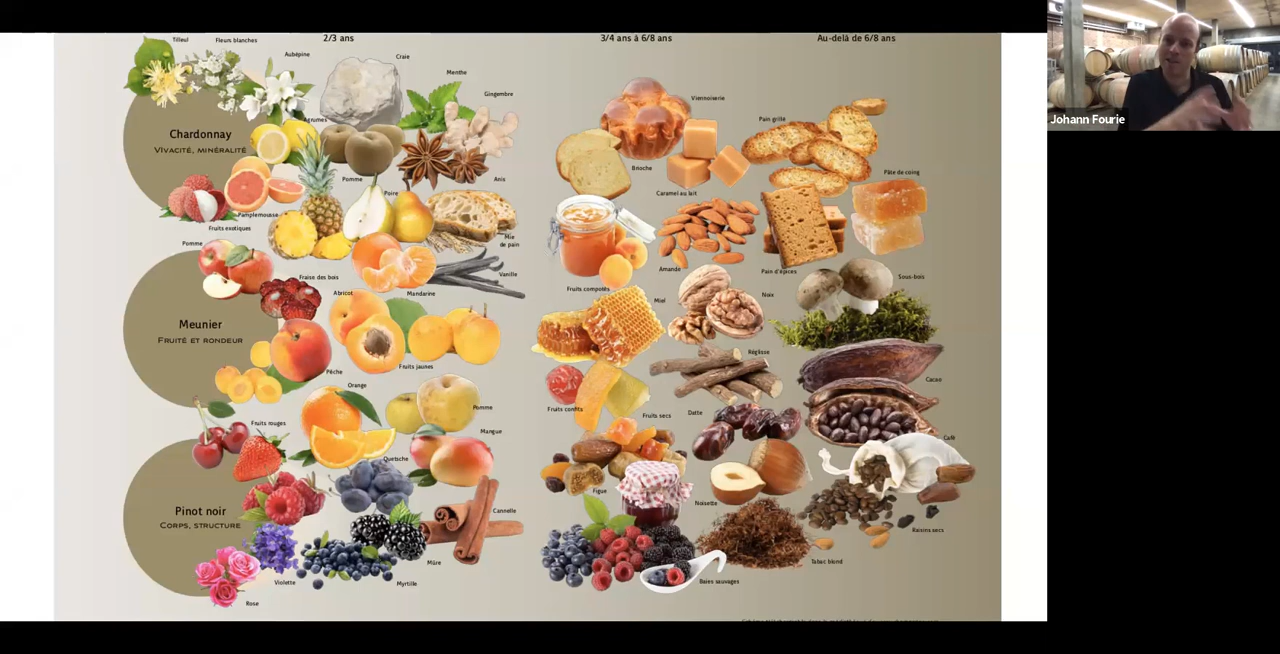 Tilleul
Fleurs blanches
2/3 ans
3/4 ans à 6/8 ans
Au-delà de 6/8 ans
Aubépine
Craie
Menthe
Gingembre
Agrumes
Chardonnay
Vivacité, minéralité
Pomme
Poire
Anis
Pamplemousse
Fruits exotiques
Mie
de pain
Viennoiserie
Brioche
Caramel au lait
Pain grillé
Pâte de coing
Pomme
Fraise des bois
Abricot
Mandarine
Vanille
Meunier
Fruité et rondeur
Pêche
Fruits jaunes
Orange
Pomme
Mangue
Fruits compotés
Amande
Pain d'épices
Miel
Noix
Sous-bois
Réglisse
Fruits confits
Fruits secs
Datte
Cacao
Café
Fruits rouges
Quetsche
Pinot noir
Corps, structure
Cannelle
Mûre
Myrtille
Violette
Rose
Figue
Noisette
Raisins secs
Tabac blond
Baies sauvages
Johann Fourie